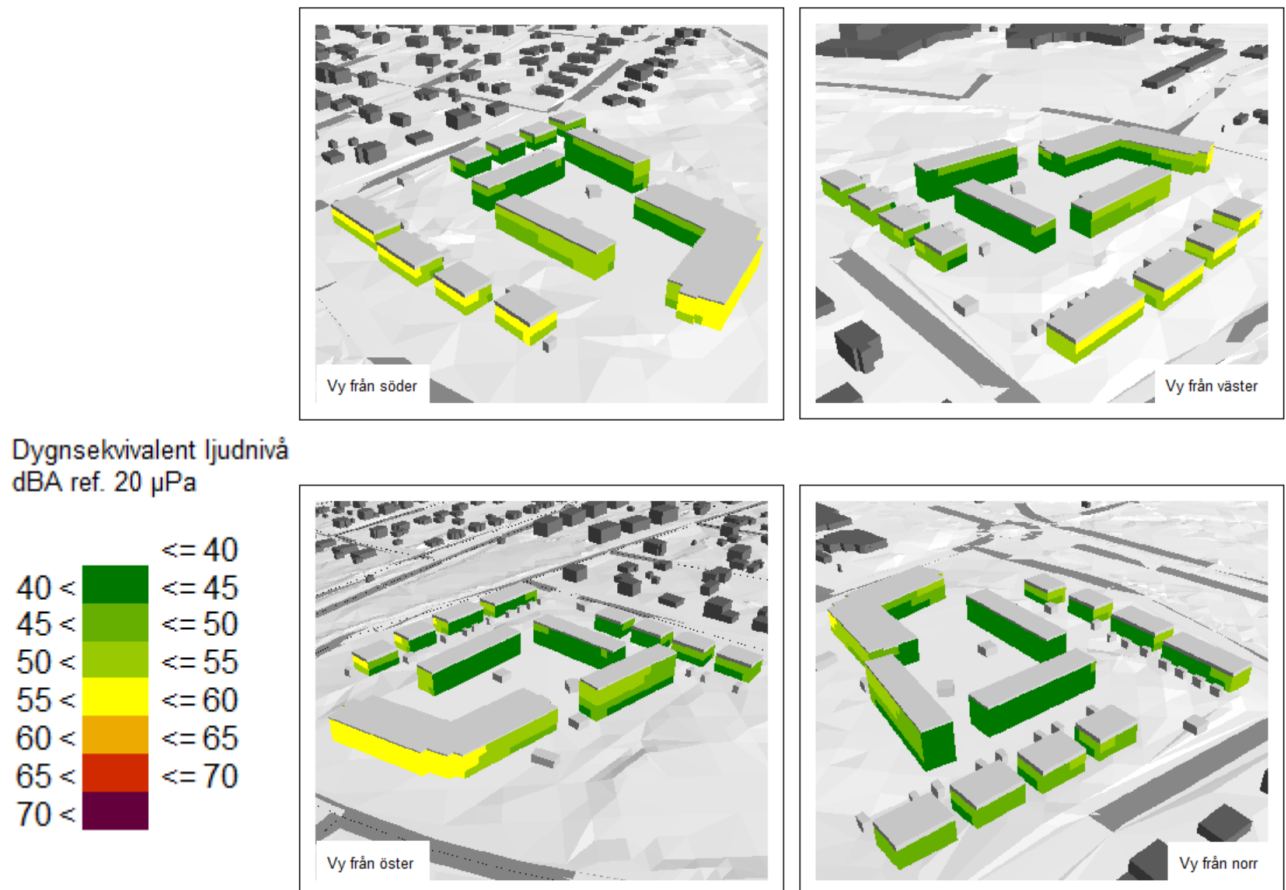 Vy från söder
Vy från väster
Dygnsekvivalent ljudnivå
dBA ref. 20 µPa
<= 40
40 < <= 45
45 < <= 50
50 < <= 55
55 < <= 60
60 < <= 65
65 < <= 70
70 <
Vy från öster
Vy från norr